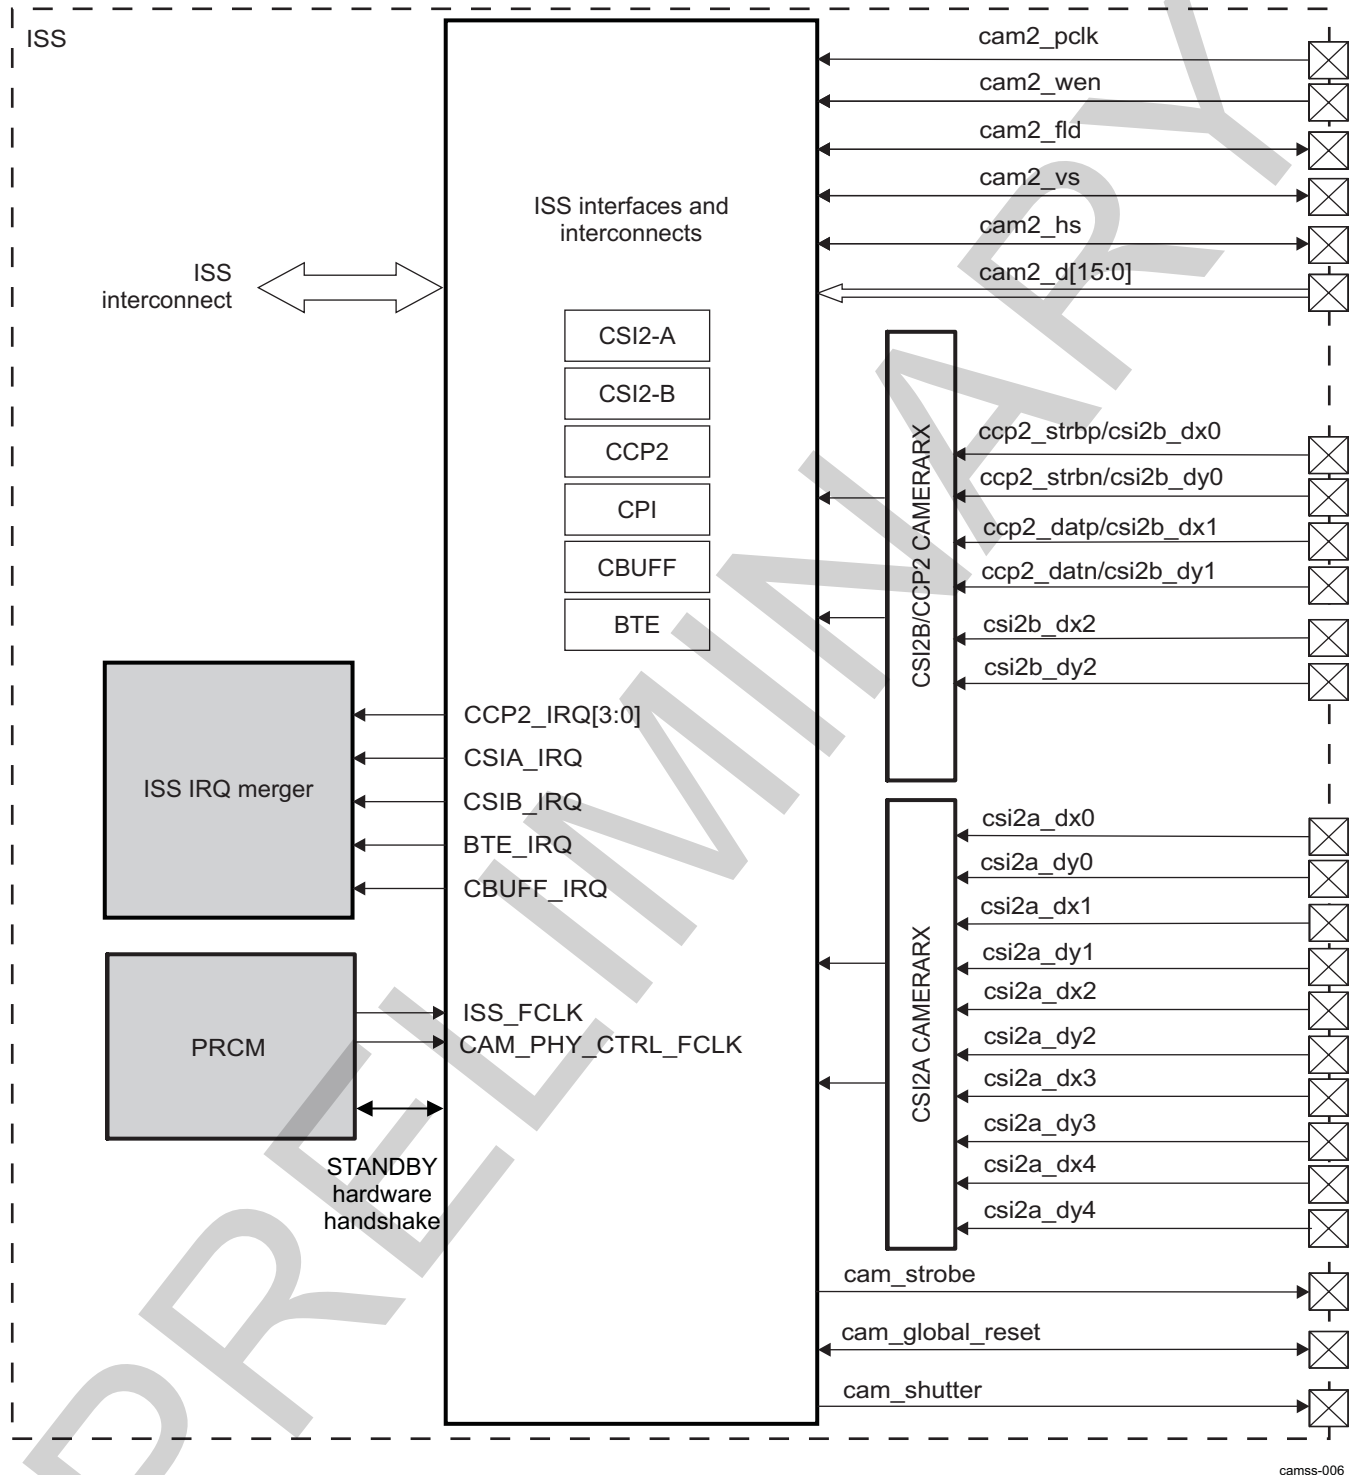 ISS
cam2_pclk
cam2_wen
cam2_fld
cam2_vs
cam2_hs
cam2_d[15:0]
ISS interfaces and
interconnects
ISS
interconnect
CSI2-A
CSI2-B
CCP2
CPI
CBUFF
BTE
CSI2B/CCP2 CAMERARX
ccp2_strbp/csi2b_dx0
ccp2_strbn/csi2b_dy0
ccp2_datp/csi2b_dx1
ccp2_datn/csi2b_dy1
csi2b_dx2
csi2b_dy2
ISS IRQ merger
CCP2_IRQ[3:0]
CSIA_IRQ
CSIB_IRQ
BTE_IRQ
CBUFF_IRQ
PRCM
ISS_FCLK
CAM_PHY_CTRL_FCLK
STANDBY
hardware
handshake
CSI2A CAMERARX
csi2a_dx0
csi2a_dy0
csi2a_dx1
csi2a_dy1
csi2a_dx2
csi2a_dy2
csi2a_dx3
csi2a_dy3
csi2a_dx4
csi2a_dy4
cam_strobe
cam_global_reset
cam_shutter
PRELIMINARY
camss-006